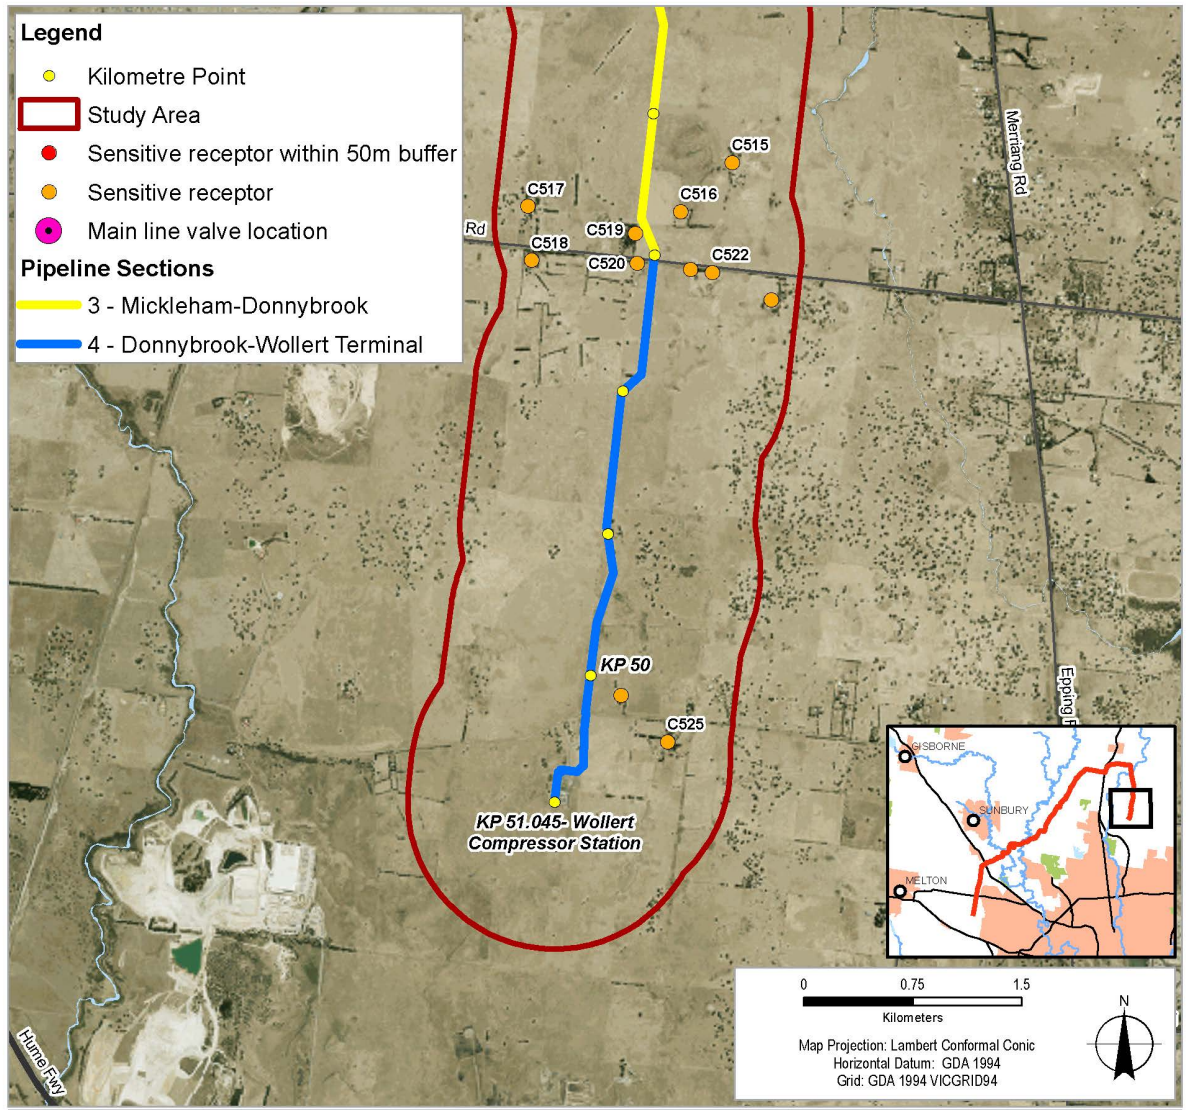 Legend
Kilometre Point
Study Area
Sensitive receptor within 50m buffer
Sensitive receptor
Main line valve location
Pipeline Sections
3 - Mickleham-Donnybrook
4 - Donnybrook-Wollert Terminal
C515
C517
C516
C519
Rd
C518
C520
C522
Merriang Rd
KP 50
C525
Epping R
KP 51.045- Wollert
Compressor Station
GISBORNE
SUNBURY
MELTON
0 0.75 1.5
Kilometers
N
Map Projection: Lambert Conformal Conic
Horizontal Datum: GDA 1994
Grid: GDA 1994 VICGRID94
Hume Fwy